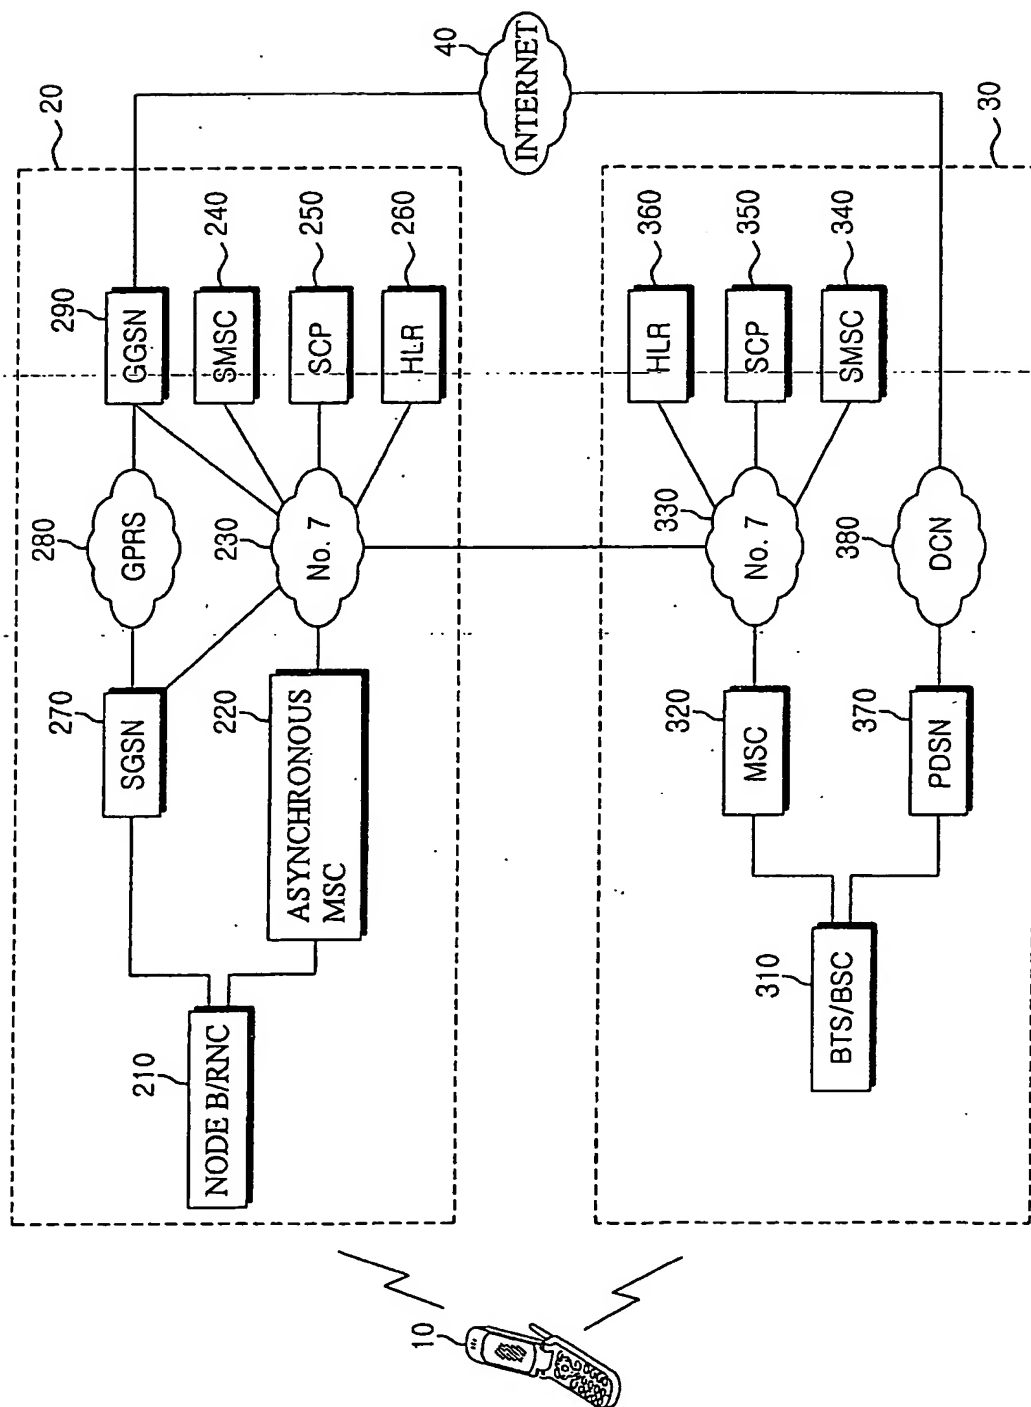 10
20
210
NODE B/RNC
270
SGSN
280
GPRS
290
GGSN
220
ASYNCHRONOUS
MSC
230
No. 7
SMSC
240
SCP
250
HLR
260
40
INTERNET
30
310
BTS/BSC
320
MSC
330
No. 7
HLR
360
SCP
350
SMSC
340
370
PDSN
380
DCN